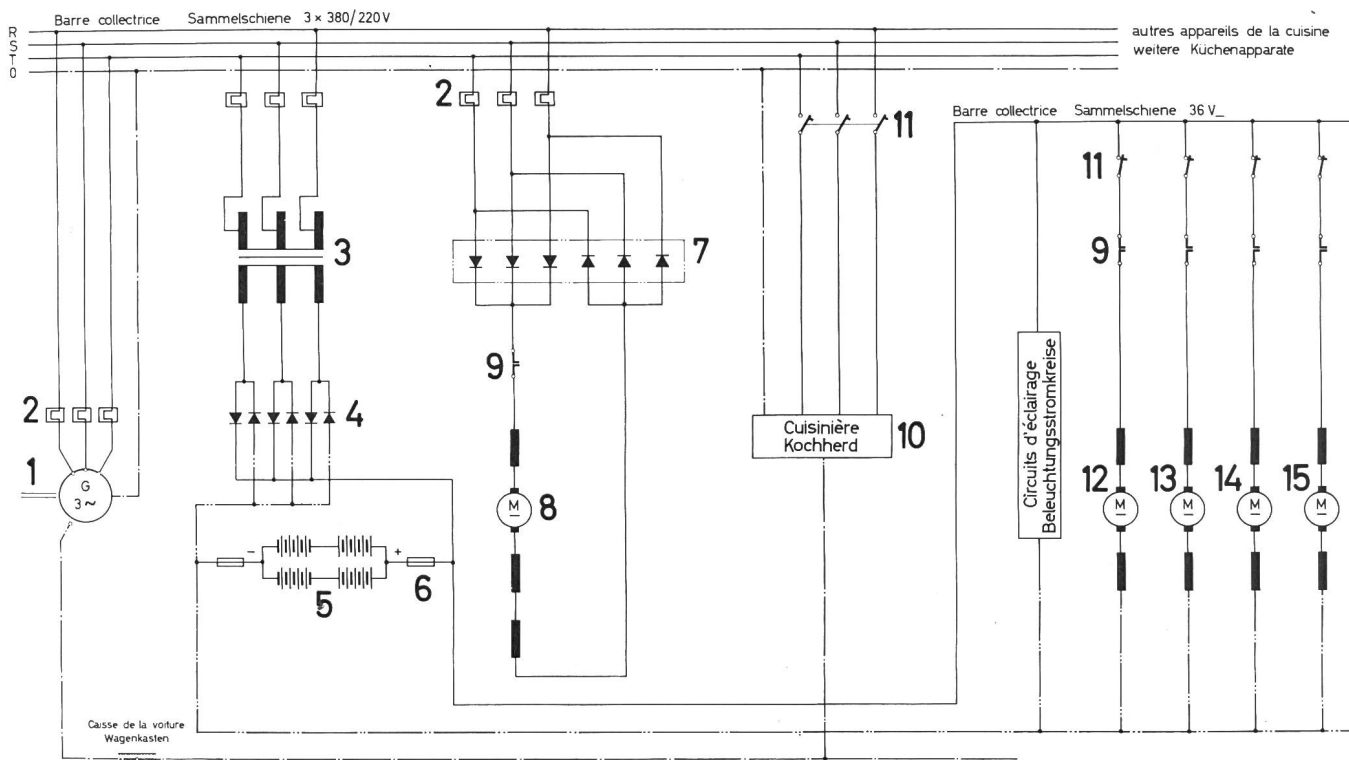 Barre collectrice Sammelschiene 3 × 380/220 V
R
S
T
0
autres appareils de la cuisine
weitere Küchenapparate
2
11
Barre collectrice Sammelschiene 36 V_
11
3
7
9
9
2
4
Cuisinière
Kochherd
10
Circuits d'éclairage
Beleuchtungsstromkreise
1
G
3 ~
8
M
12
M
13
M
14
M
15
M
−
+
5
6
Caisse de la voiture
Wagenkasten